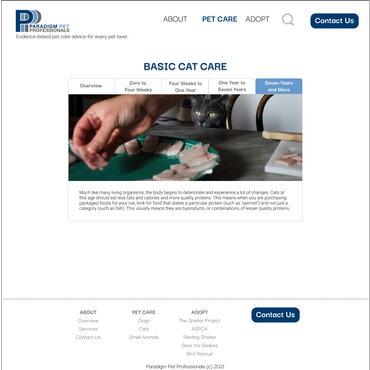 PARADIGM PET
PROFESSIONALS
Evidence-based pet care advice for every pet lover.
ABOUT PET CARE ADOPT Contact Us
BASIC CAT CARE
Overview
Zero to
Four Weeks
Four Weeks to
One Year
One Year to
Seven Years
Seven Years
and More
Much like many living organisms, the body begins to deteriorate and experience a lot of changes. Cats at
this age should eat less fats and calories and more quality proteins. This means when you are purchasing
packaged foods for your cat, look for food that states a particular protein (such as "salmon") and not just a
category (such as fish). This usually means they are byproducts, or combinations, of lesser quality proteins.
ABOUT
Overview
Services
Contact Us
PET CARE
Dogs
Cats
Small Animals
ADOPT
The Shelter Project
ASPCA
Sterling Shelter
Save the Snakes
Bird Rescue
Contact Us
Paradigm Pet Professionals (c) 2021